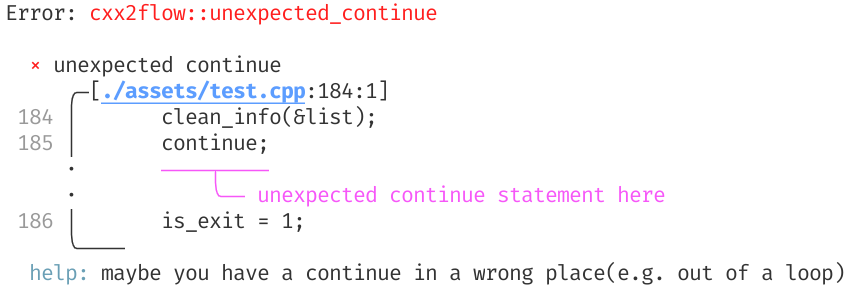 Error: cxx2flow::unexpected_continue
× unexpected continue
╭─[./assets/test.cpp:184:1]
184 │ clean_info(&list);
185 │ continue;
· ────┬────
· ╰── unexpected continue statement here
186 │ is_exit = 1;
╰────
help: maybe you have a continue in a wrong place(e.g. out of a loop)